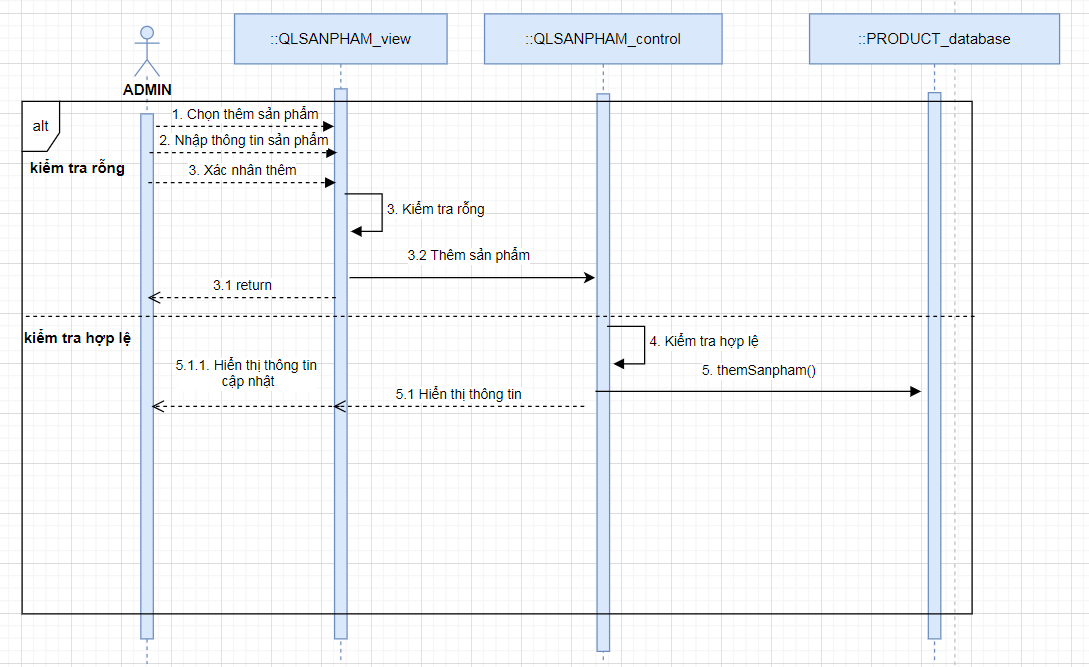 ::QLSANPHAM_view
::QLSANPHAM_control
::PRODUCT_database
ADMIN
alt
1. Chọn thêm sản phẩm
2. Nhập thông tin sản phẩm
kiểm tra rỗng
3. Xác nhân thêm
3. Kiểm tra rỗng
3.2 Thêm sản phẩm
3.1 return
kiểm tra hợp lệ
4. Kiểm tra hợp lệ
5.1.1. Hiển thị thông tin
cập nhật
5. themSanpham()
5.1 Hiển thị thông tin